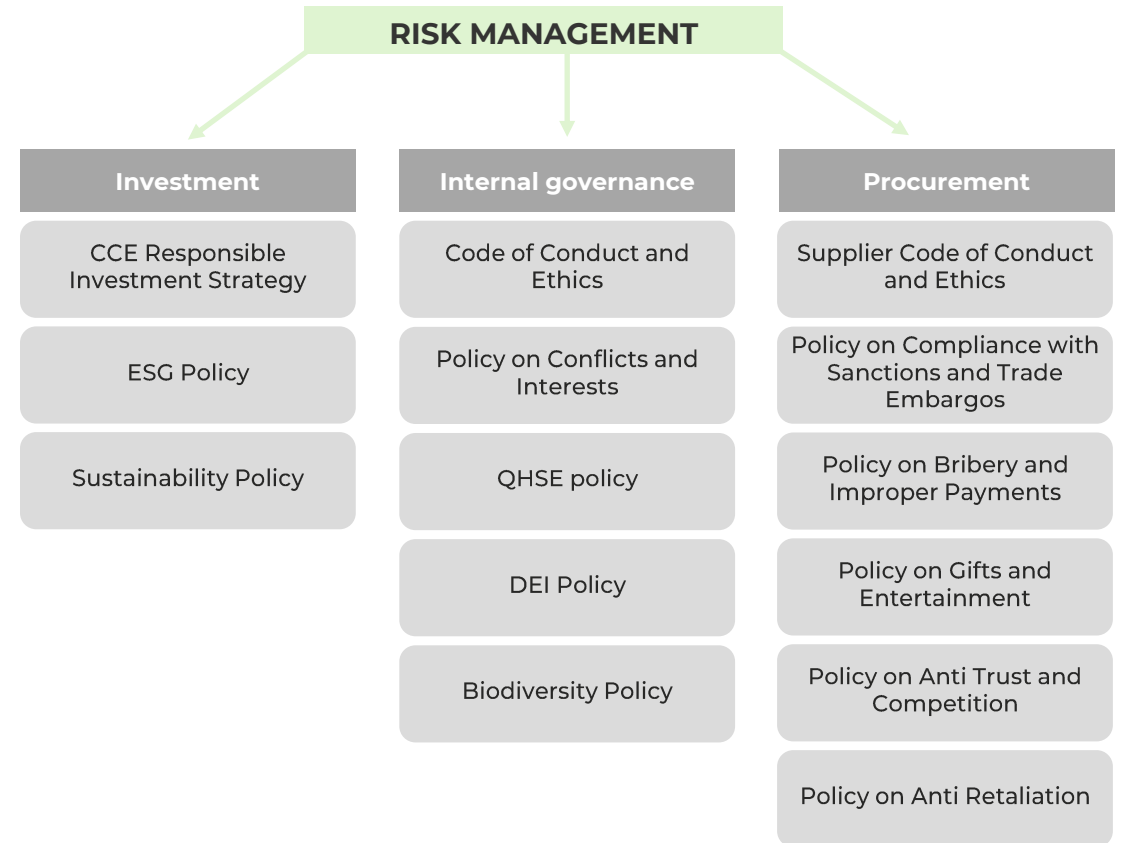 RISK MANAGEMENT
Investment
CCE Responsible
Investment Strategy
ESG Policy
Sustainability Policy
Internal governance
Code of Conduct and
Ethics
Policy on Conflicts and
Interests
QHSE policy
DEI Policy
Biodiversity Policy
Procurement
Supplier Code of Conduct
and Ethics
Policy on Compliance with
Sanctions and Trade
Embargos
Policy on Bribery and
Improper Payments
Policy on Gifts and
Entertainment
Policy on Anti Trust and
Competition
Policy on Anti Retaliation